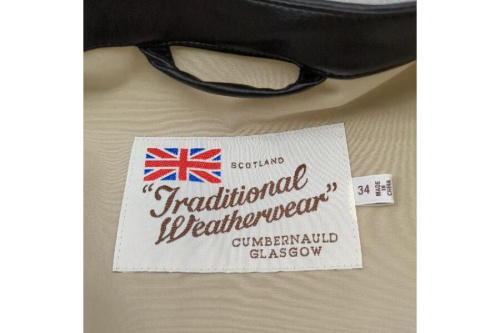 SCOTLAND
"Traditional
Weatherwear"
CUMBERNAULD
GLASGOW
34
MADE IN
CHINA